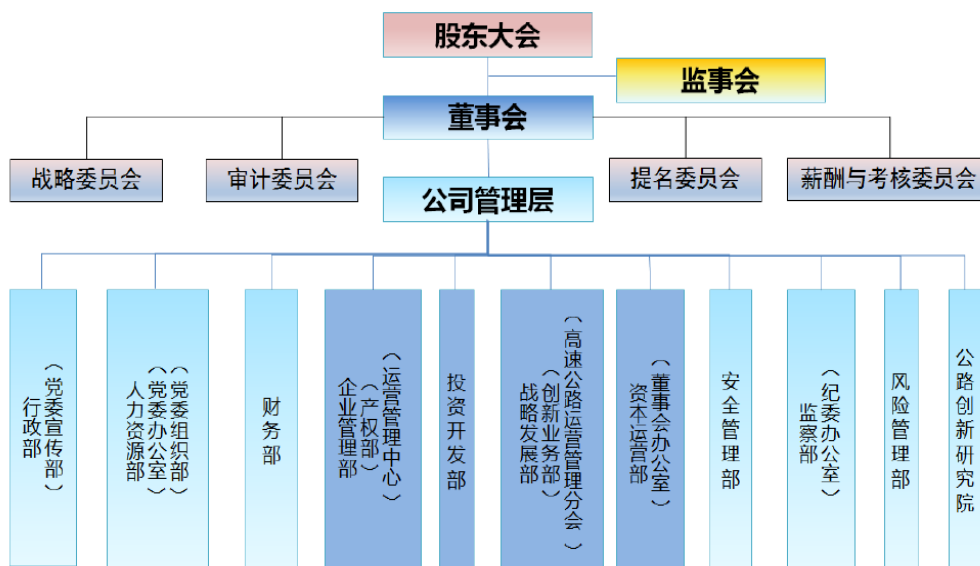 股东大会
监事会
董事会
战略委员会
审计委员会
提名委员会
薪酬与考核委员会
公司管理层
行政部
（党委宣传部）
人力资源部
（党委办公室）
（党委组织部）
财务部
企业管理部
（产权部）
（运营管理中心）
投资开发部
战略发展部
（创新业务部）
（高速公路运营管理分会）
资本运营部
（董事会办公室）
安全管理部
监察部
（纪委办公室）
风险管理部
公路创新研究院